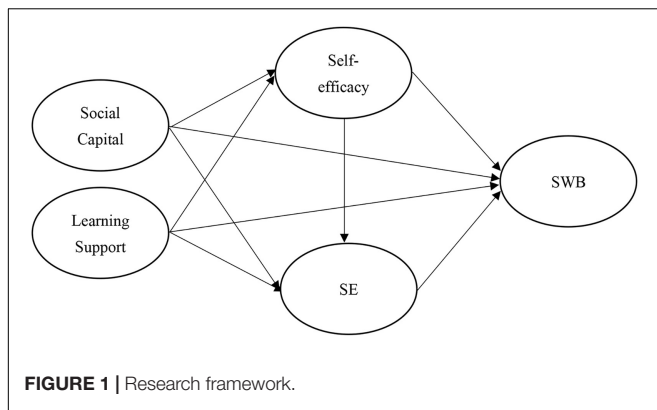 Self-
efficacy
Social
Capital
SWB
Learning
Support
SE
FIGURE 1 | Research framework.